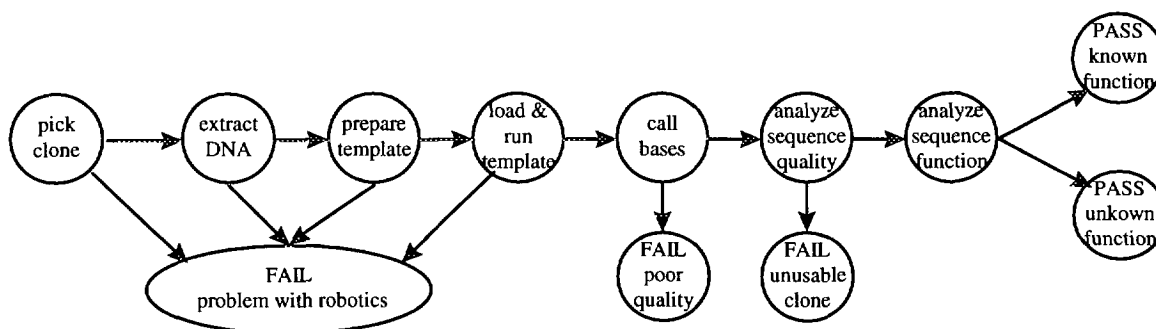 pick
clone
extract
DNA
prepare
template
load &
run
template
call
bases
analyze
sequence
quality
analyze
sequence
function
PASS
known
function
PASS
unkown
function
FAIL
problem with robotics
FAIL
poor
quality
FAIL
unusable
clone